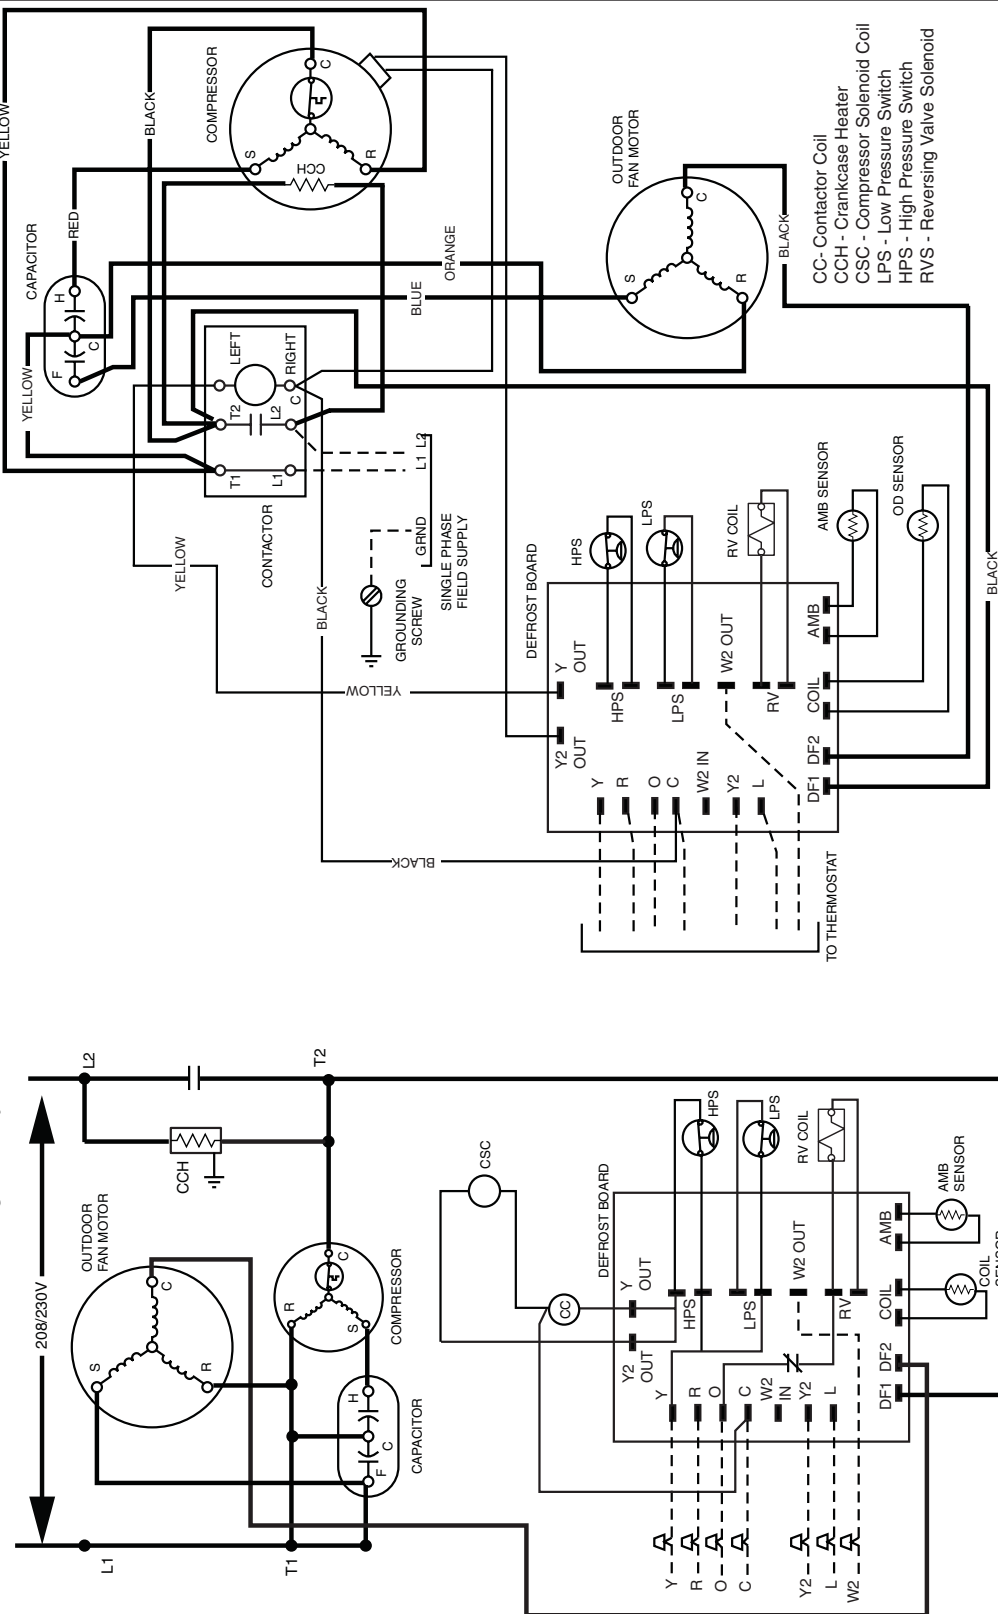 YELLOW
BLACK
COMPRESSOR
C
S
R
CCH
RED
CAPACITOR
H
C
F
YELLOW
ORANGE
BLUE
OUTDOOR
FAN MOTOR
S
C
R
BLACK
CC- Contactor Coil
CCH - Crankcase Heater
CSC - Compressor Solenoid Coil
LPS - Low Pressure Switch
HPS - High Pressure Switch
RVS - Reversing Valve Solenoid
LEFT
RIGHT
C
T2
L2
T1
L1
CONTACTOR
L1 L2
GRND
SINGLE PHASE
FIELD SUPPLY
GROUNDING
SCREW
YELLOW
BLACK
YELLOW
BLACK
DEFROST BOARD
HPS
LPS
RV COIL
AMB SENSOR
OD SENSOR
BLACK
Y
OUT
Y2
OUT
HPS
LPS
W2 OUT
RV
AMB
COIL
DF2
DF1
Y
R
O
C
W2 IN
Y2
L
TO THERMOSTAT
L2
T2
208/230V
CCH
OUTDOOR
FAN MOTOR
S
C
R
COMPRESSOR
C
R
S
CAPACITOR
H
C
F
L1
T1
CSC
CC
DEFROST BOARD
Y
OUT
Y2
OUT
HPS
LPS
RV COIL
AMB
SENSOR
COIL
HPS
LPS
W2 OUT
RV
AMB
COIL
DF2
DF1
Y
R
O
C
W2
IN
Y2
L
Y
R
O
C
Y2
L
W2